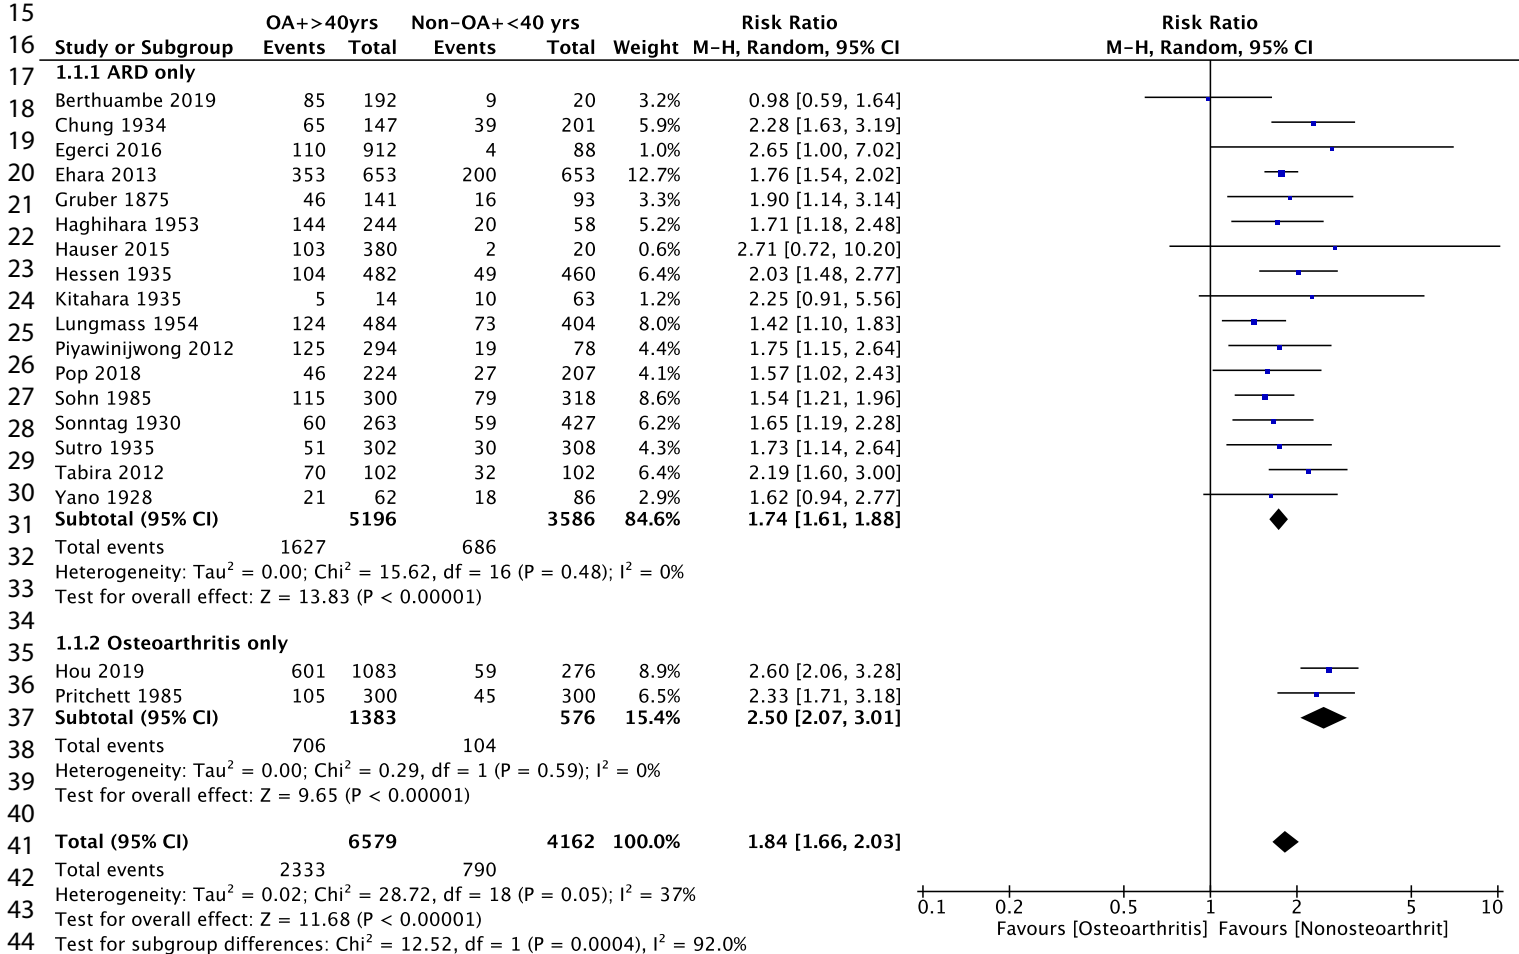 15 OA+>40yrs Non-OA+<40 yrs Risk Ratio Risk Ratio
16 Study or Subgroup Events Total Events Total Weight M-H, Random, 95% CI M-H, Random, 95% CI
17 1.1.1 ARD only
18 Berthuambe 2019 85 192 9 20 3.2% 0.98 [0.59, 1.64]
Chung 1934 65 147 39 201 5.9% 2.28 [1.63, 3.19]
19 Egerci 2016 110 912 4 88 1.0% 2.65 [1.00, 7.02]
20 Ehara 2013 353 653 200 653 12.7% 1.76 [1.54, 2.02]
21 Gruber 1875 46 141 16 93 3.3% 1.90 [1.14, 3.14]
22 Haghihara 1953 144 244 20 58 5.2% 1.71 [1.18, 2.48]
Hauser 2015 103 380 2 20 0.6% 2.71 [0.72, 10.20]
23 Hessen 1935 104 482 49 460 6.4% 2.03 [1.48, 2.77]
24 Kitahara 1935 5 14 10 63 1.2% 2.25 [0.91, 5.56]
25 Lungmass 1954 124 484 73 404 8.0% 1.42 [1.10, 1.83]
Piyawinijwong 2012 125 294 19 78 4.4% 1.75 [1.15, 2.64]
26 Pop 2018 46 224 27 207 4.1% 1.57 [1.02, 2.43]
27 Sohn 1985 115 300 79 318 8.6% 1.54 [1.21, 1.96]
28 Sonntag 1930 60 263 59 427 6.2% 1.65 [1.19, 2.28]
29 Sutro 1935 51 302 30 308 4.3% 1.73 [1.14, 2.64]
Tabira 2012 70 102 32 102 6.4% 2.19 [1.60, 3.00]
30 Yano 1928 21 62 18 86 2.9% 1.62 [0.94, 2.77]
31 Subtotal (95% CI) 5196 3586 84.6% 1.74 [1.61, 1.88]
32 Total events 1627 686
Heterogeneity: Tau² = 0.00; Chi² = 15.62, df = 16 (P = 0.48); I² = 0%
33 Test for overall effect: Z = 13.83 (P < 0.00001)
34
35 1.1.2 Osteoarthritis only
Hou 2019 601 1083 59 276 8.9% 2.60 [2.06, 3.28]
36 Pritchett 1985 105 300 45 300 6.5% 2.33 [1.71, 3.18]
37 Subtotal (95% CI) 1383 576 15.4% 2.50 [2.07, 3.01]
38 Total events 706 104
Heterogeneity: Tau² = 0.00; Chi² = 0.29, df = 1 (P = 0.59); I² = 0%
39 Test for overall effect: Z = 9.65 (P < 0.00001)
40
41 Total (95% CI) 6579 4162 100.0% 1.84 [1.66, 2.03]
42 Total events 2333 790
Heterogeneity: Tau² = 0.02; Chi² = 28.72, df = 18 (P = 0.05); I² = 37%
43 Test for overall effect: Z = 11.68 (P < 0.00001)
44 Test for subgroup differences: Chi² = 12.52, df = 1 (P = 0.0004), I² = 92.0%
0.1 0.2 0.5 1 2 5 10
Favours [Osteoarthritis] Favours [Nonosteoarthrit]